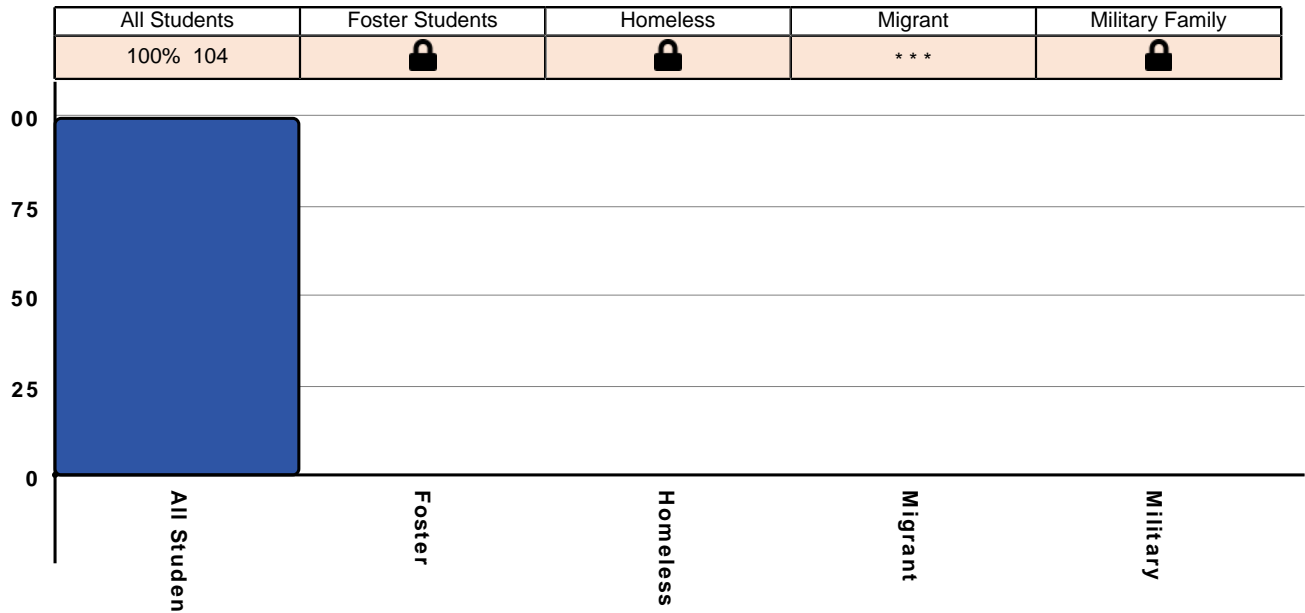 All Students Foster Students Homeless Migrant Military Family
100% 104 * * *
00
75
50
25
0
All Studen
Foster
Homeless
Migrant
Military